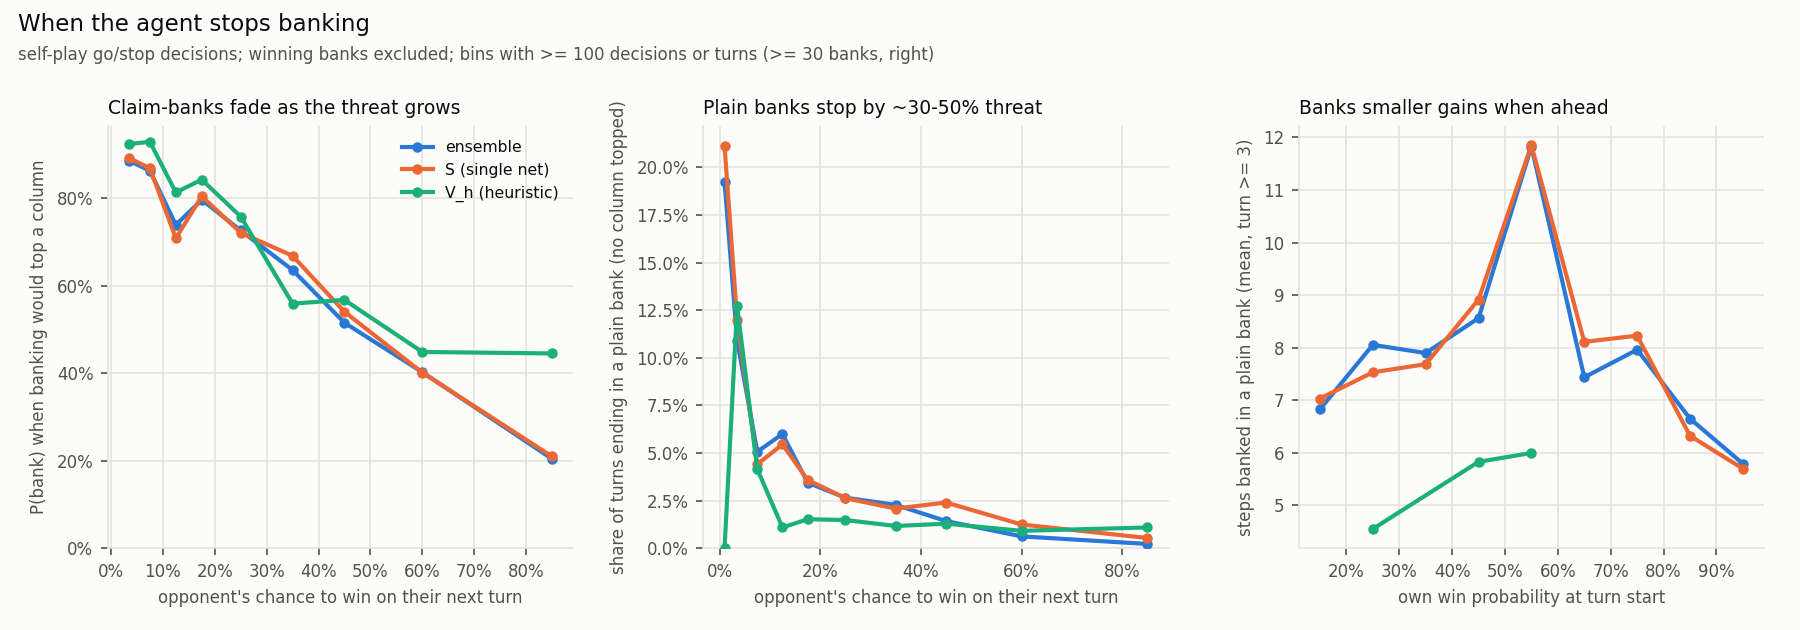 When the agent stops banking
self-play go/stop decisions; winning banks excluded; bins with >= 100 decisions or turns (>= 30 banks, right)
Claim-banks fade as the threat grows
P(bank) when banking would top a column
80%
60%
40%
20%
0%
ensemble
S (single net)
V_h (heuristic)
0% 10% 20% 30% 40% 50% 60% 70% 80%
opponent's chance to win on their next turn
Plain banks stop by ~30-50% threat
share of turns ending in a plain bank (no column topped)
20.0%
17.5%
15.0%
12.5%
10.0%
7.5%
5.0%
2.5%
0.0%
0% 20% 40% 60% 80%
opponent's chance to win on their next turn
Banks smaller gains when ahead
steps banked in a plain bank (mean, turn >= 3)
12
11
10
9
8
7
6
5
20% 30% 40% 50% 60% 70% 80% 90%
own win probability at turn start